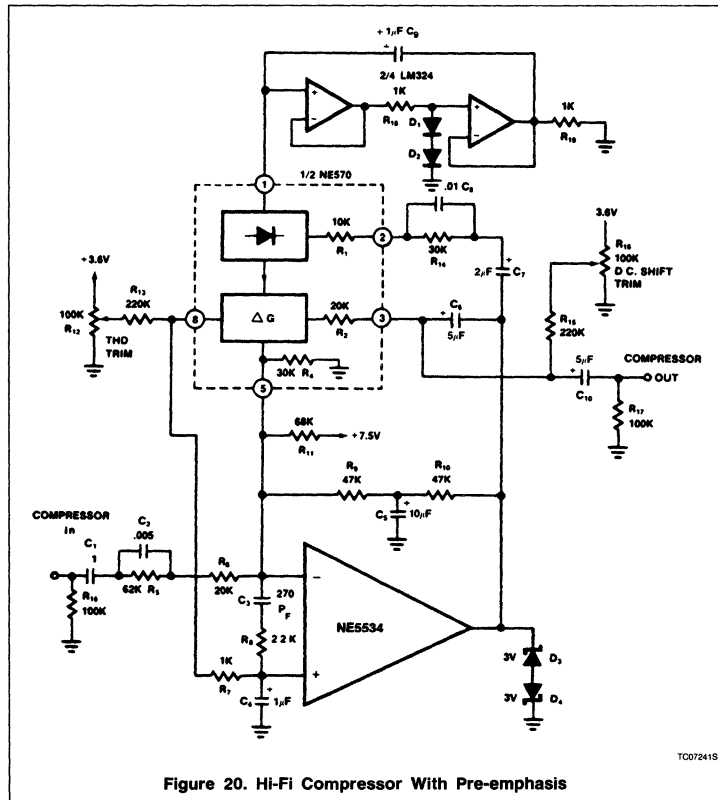 + 1μF C₉
+
2/4 LM324
1K
R₁₈
D₁
D₂
1K
R₁₉
1/2 NE570
1
.01 C₈
10K
R₁
2
30K
R₁₄
3.6V
R₁₆
100K
D.C. SHIFT
TRIM
2μF
+
C₇
+3.6V
R₁₃
220K
100K
R₁₂
THD
TRIM
8
ΔG
20K
R₂
3
C₆
+
5μF
R₁₅
220K
30K R₄
5
5μF
+
C₁₀
COMPRESSOR
OUT
R₁₇
100K
68K
R₁₁
+7.5V
R₉
47K
R₁₀
47K
C₅
+
10μF
COMPRESSOR
In
C₁
1
C₂
.005
62K R₅
R₁₆
100K
R₆
20K
C₃
270
PF
R₈
2 2 K
1K
R₇
C₄
+
1μF
NE5534
3V
D₃
3V
D₄
TC07241S
Figure 20. Hi-Fi Compressor With Pre-emphasis